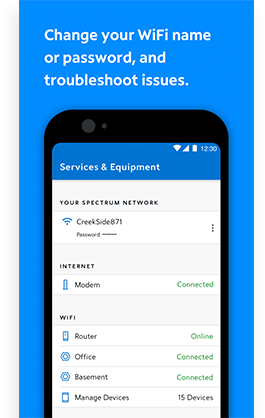 Change your WiFi name
or password, and
troubleshoot issues.
12:30
Services & Equipment
YOUR SPECTRUM NETWORK
CreekSide871
Password: ••••••••
INTERNET
Modem Connected
WIFI
Router Online
Office Connected
Basement Connected
Manage Devices 15 Devices